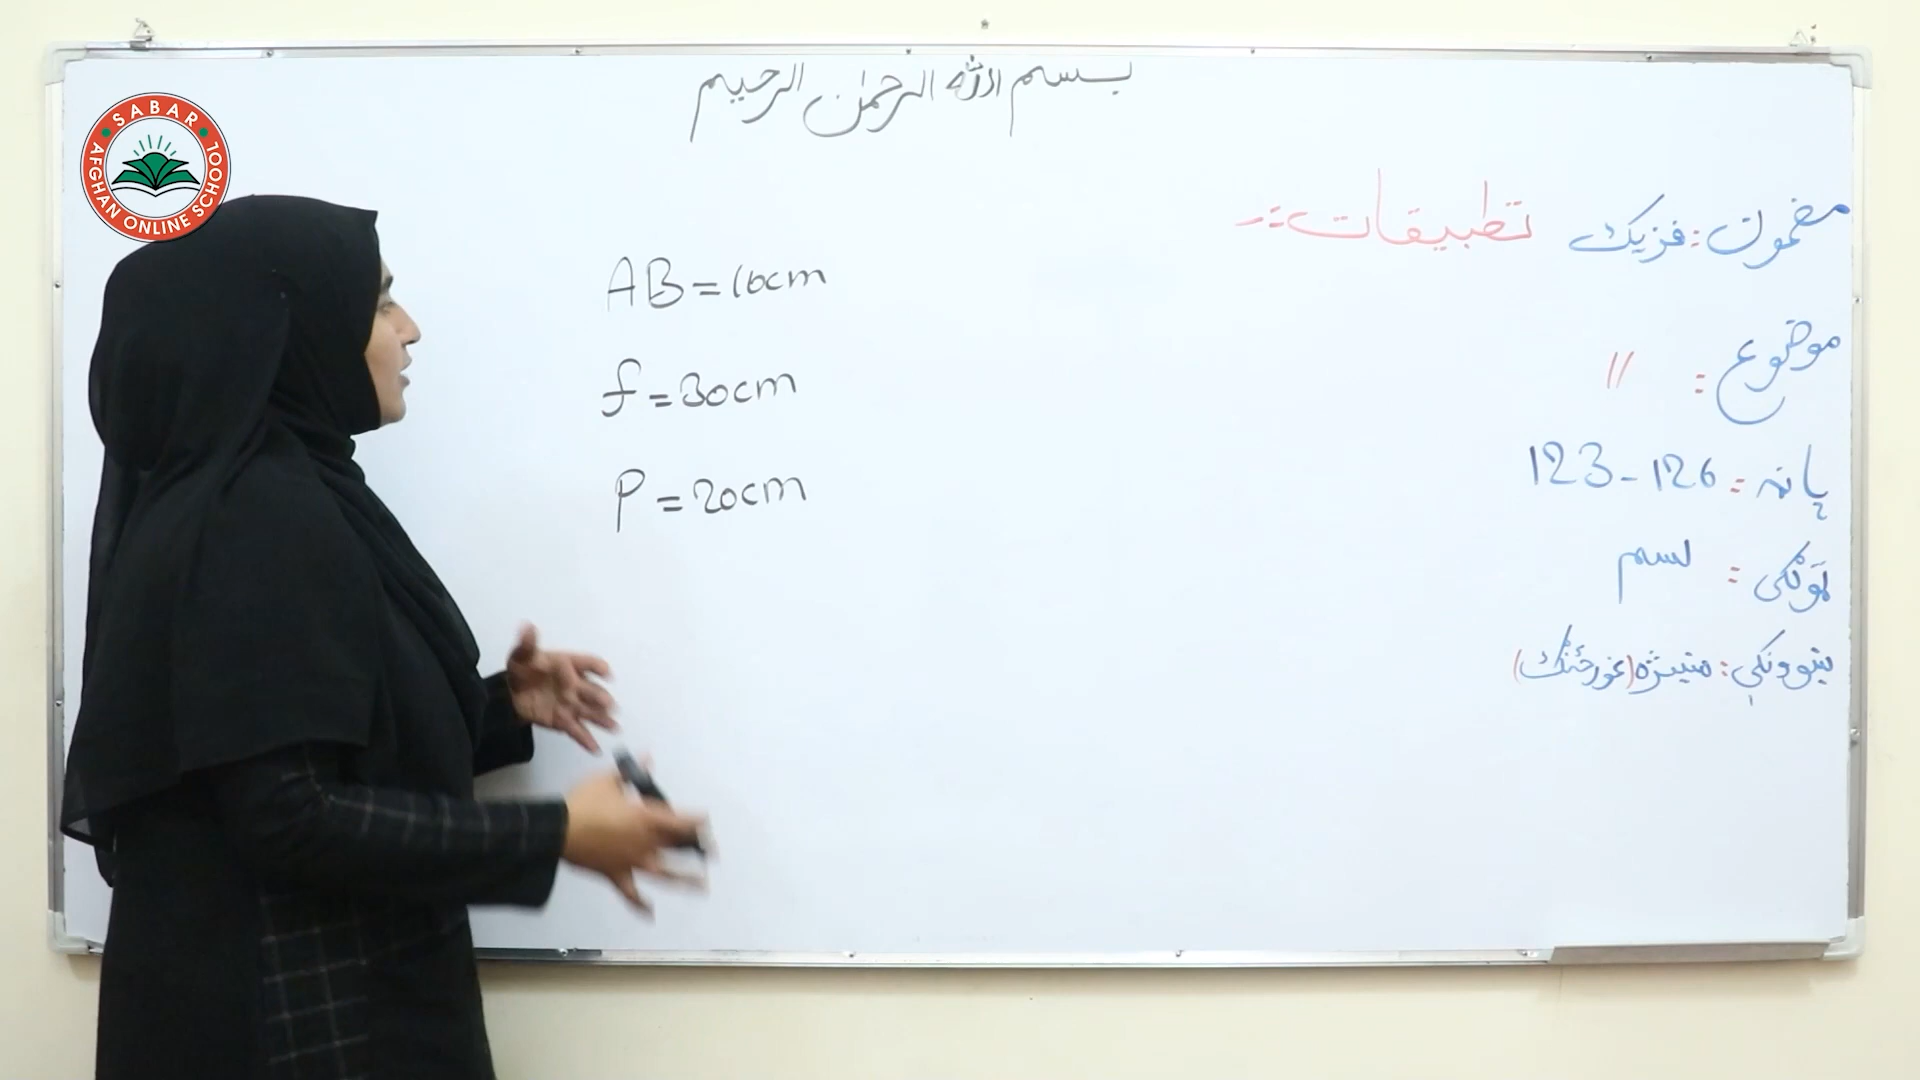 SABAR
AFGHAN ONLINE SCHOOL
بسم الله الرحمن الرحيم
مضمون: فزیک تطبیقات:-
موضوع: //
پاڼه: 123-126
ټولګی: لسم
ښوونکې: منیژه (غورځنګ)
AB = 10cm
f = 30cm
P = 20cm